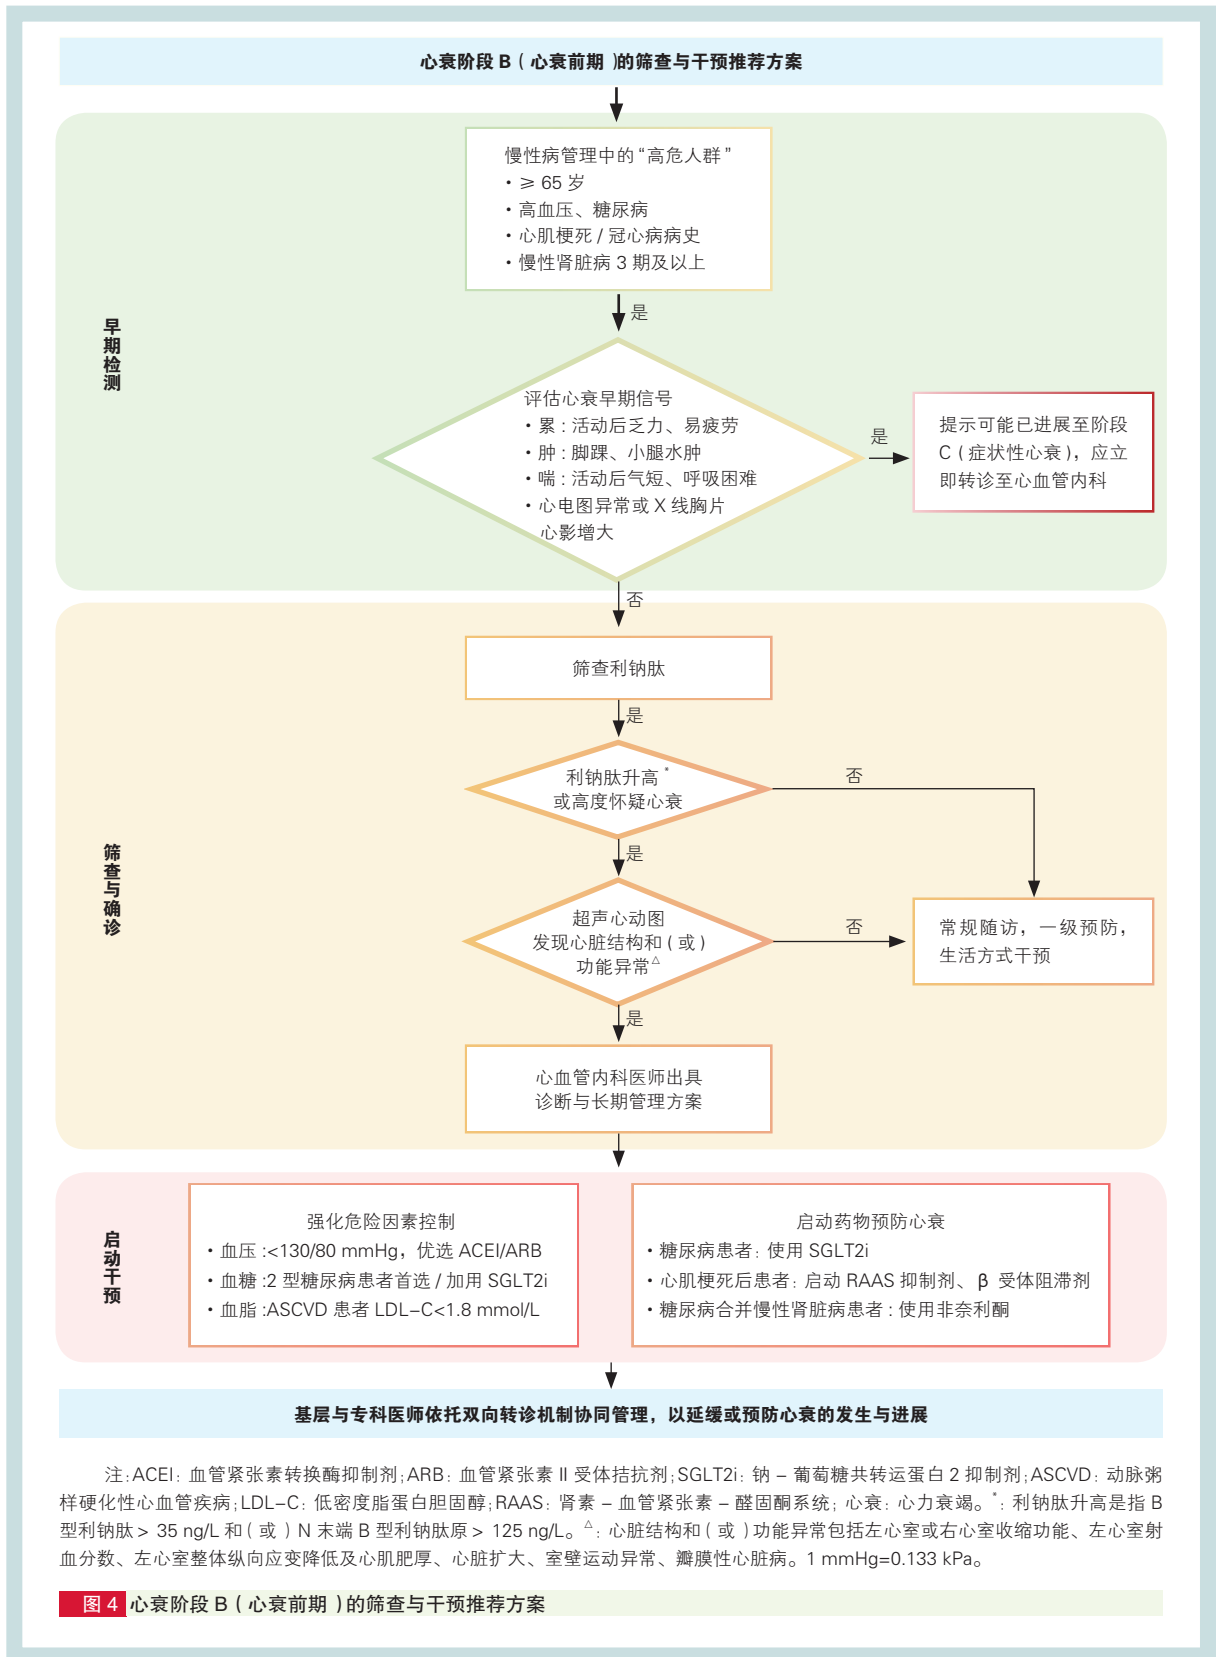 心衰阶段 B（心衰前期）的筛查与干预推荐方案
早期检测
慢性病管理中的“高危人群”
• ≥ 65 岁
• 高血压、糖尿病
• 心肌梗死 / 冠心病病史
• 慢性肾脏病 3 期及以上
是
评估心衰早期信号
• 累：活动后乏力、易疲劳
• 肿：脚踝、小腿水肿
• 喘：活动后气短、呼吸困难
• 心电图异常或 X 线胸片
心影增大
是
提示可能已进展至阶段
C（症状性心衰），应立
即转诊至心血管内科
否
筛查与确诊
筛查利钠肽
是
利钠肽升高*
或高度怀疑心衰
否
是
超声心动图
发现心脏结构和（或）
功能异常△
否
常规随访，一级预防，
生活方式干预
是
心血管内科医师出具
诊断与长期管理方案
启动干预
强化危险因素控制
• 血压 :<130/80 mmHg，优选 ACEI/ARB
• 血糖 :2 型糖尿病患者首选 / 加用 SGLT2i
• 血脂 :ASCVD 患者 LDL-C<1.8 mmol/L
启动药物预防心衰
• 糖尿病患者：使用 SGLT2i
• 心肌梗死后患者：启动 RAAS 抑制剂、β 受体阻滞剂
• 糖尿病合并慢性肾脏病患者：使用非奈利酮
基层与专科医师依托双向转诊机制协同管理，以延缓或预防心衰的发生与进展
注：ACEI：血管紧张素转换酶抑制剂；ARB：血管紧张素 II 受体拮抗剂；SGLT2i：钠－葡萄糖共转运蛋白 2 抑制剂；ASCVD：动脉粥
样硬化性心血管疾病；LDL-C：低密度脂蛋白胆固醇；RAAS：肾素－血管紧张素－醛固酮系统；心衰：心力衰竭。*：利钠肽升高是指 B
型利钠肽 > 35 ng/L 和（或）N 末端 B 型利钠肽原 > 125 ng/L。△：心脏结构和（或）功能异常包括左心室或右心室收缩功能、左心室射
血分数、左心室整体纵向应变降低及心肌肥厚、心脏扩大、室壁运动异常、瓣膜性心脏病。1 mmHg=0.133 kPa。
图 4 心衰阶段 B（心衰前期）的筛查与干预推荐方案